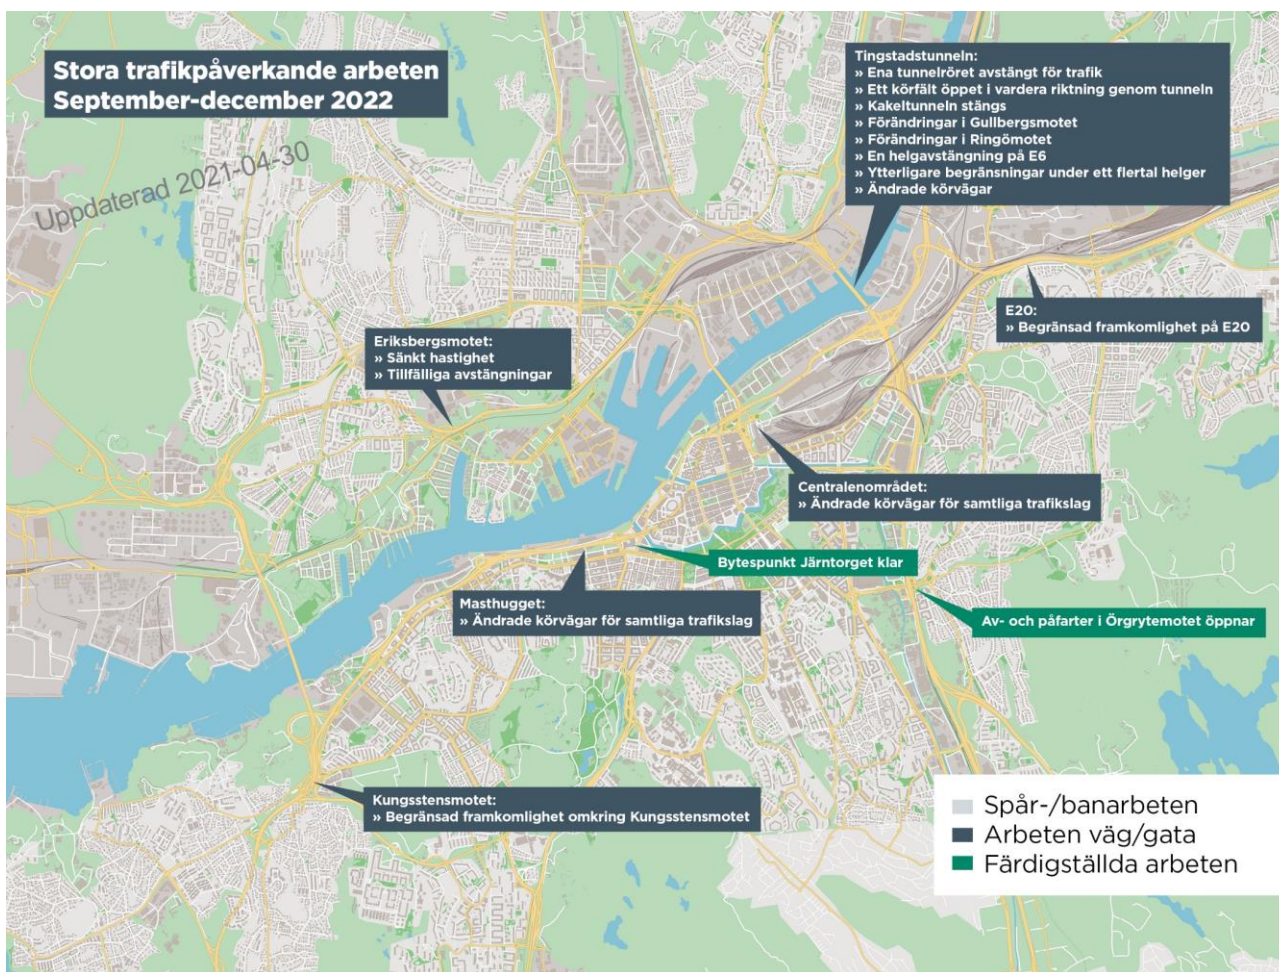 Stora trafikpåverkande arbeten
September-december 2022
Uppdaterad 2021-04-30
Tingstadstunneln:
» Ena tunnelröret avstängt för trafik
» Ett körfält öppet i vardera riktning genom tunneln
» Kakeltunneln stängs
» Förändringar i Gullbergsmotet
» Förändringar i Ringömotet
» En helgavstängning på E6
» Ytterligare begränsningar under ett flertal helger
» Ändrade körvägar
E20:
» Begränsad framkomlighet på E20
Eriksbergsmotet:
» Sänkt hastighet
» Tillfälliga avstängningar
Centralenområdet:
» Ändrade körvägar för samtliga trafikslag
Bytespunkt Järntorget klar
Masthugget:
» Ändrade körvägar för samtliga trafikslag
Av- och påfarter i Örgrytemotet öppnar
Kungsstensmotet:
» Begränsad framkomlighet omkring Kungsstensmotet
Spår-/banarbeten
Arbeten väg/gata
Färdigställda arbeten